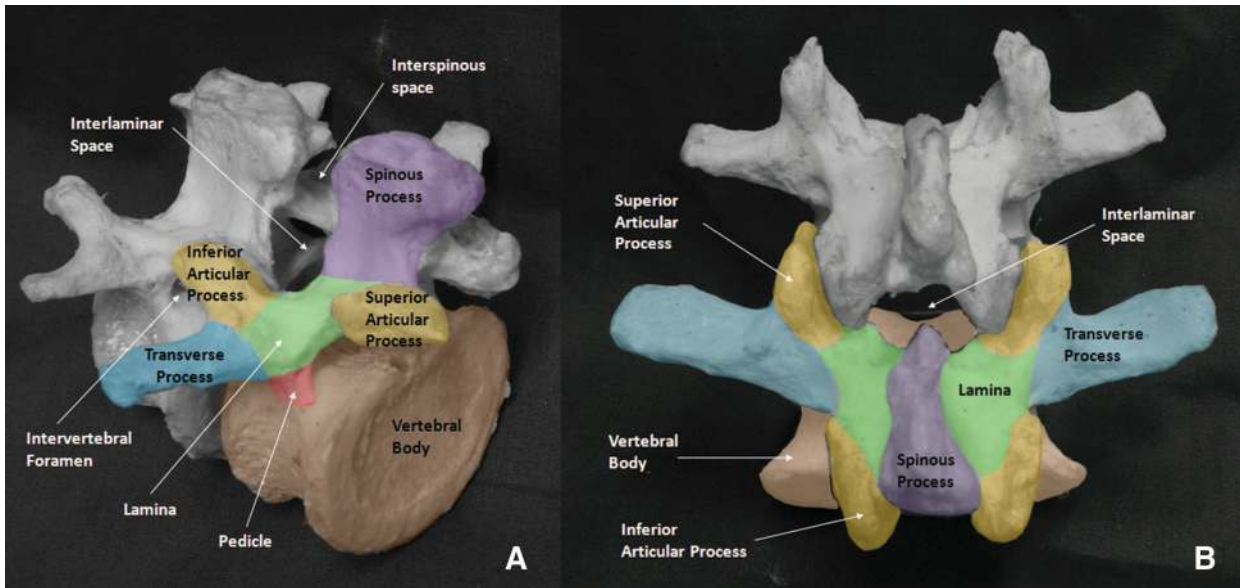 Interspinous
space
Interlaminar
Space
Spinous
Process
Inferior
Articular
Process
Superior
Articular
Process
Transverse
Process
Vertebral
Body
Intervertebral
Foramen
Lamina
Pedicle
A
Superior
Articular
Process
Interlaminar
Space
Transverse
Process
Lamina
Vertebral
Body
Spinous
Process
Inferior
Articular Process
B